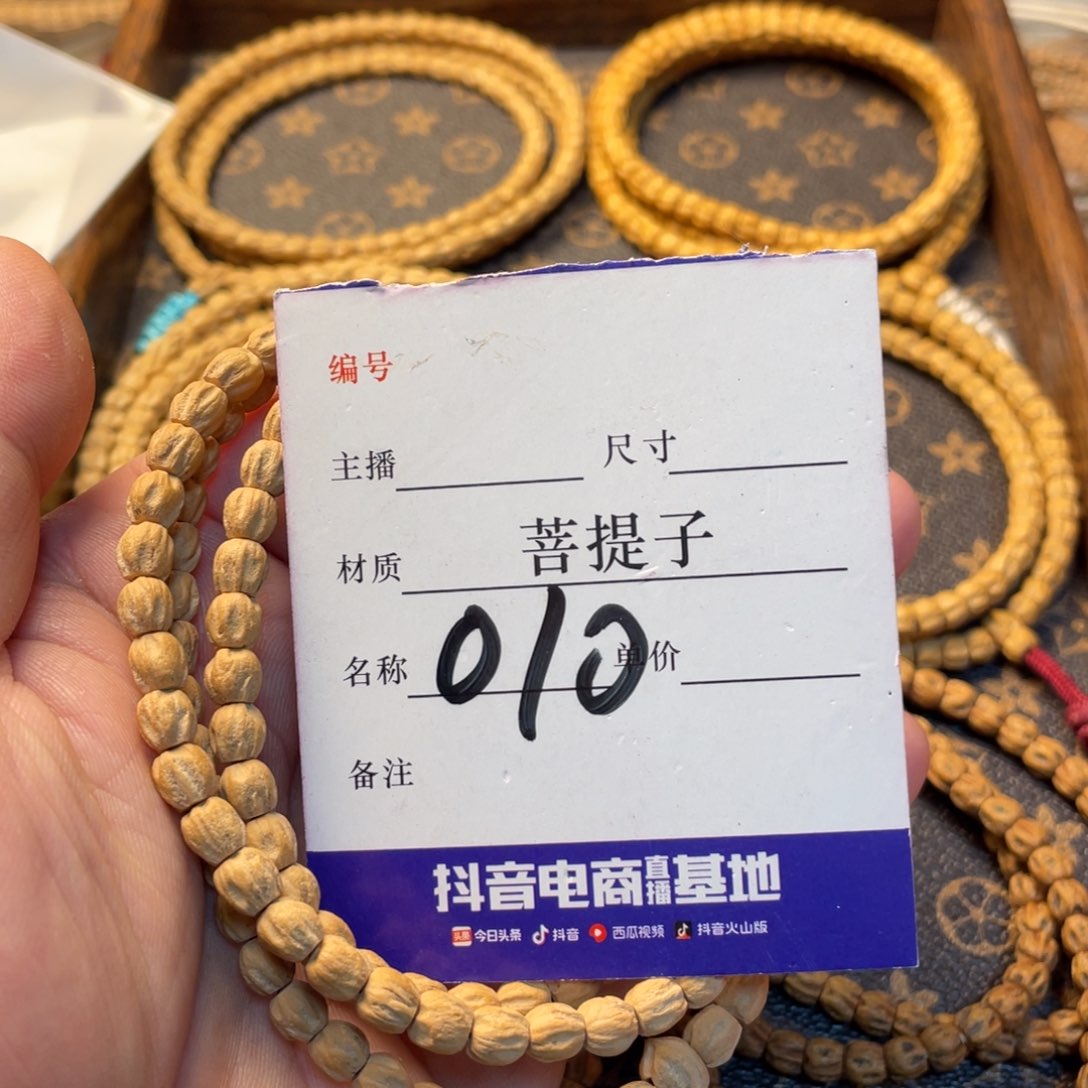 编号
主播 尺寸
材质 菩提子
名称 010 单价
备注
抖音电商直播基地
头条 今日头条 抖音 西瓜视频 抖音火山版